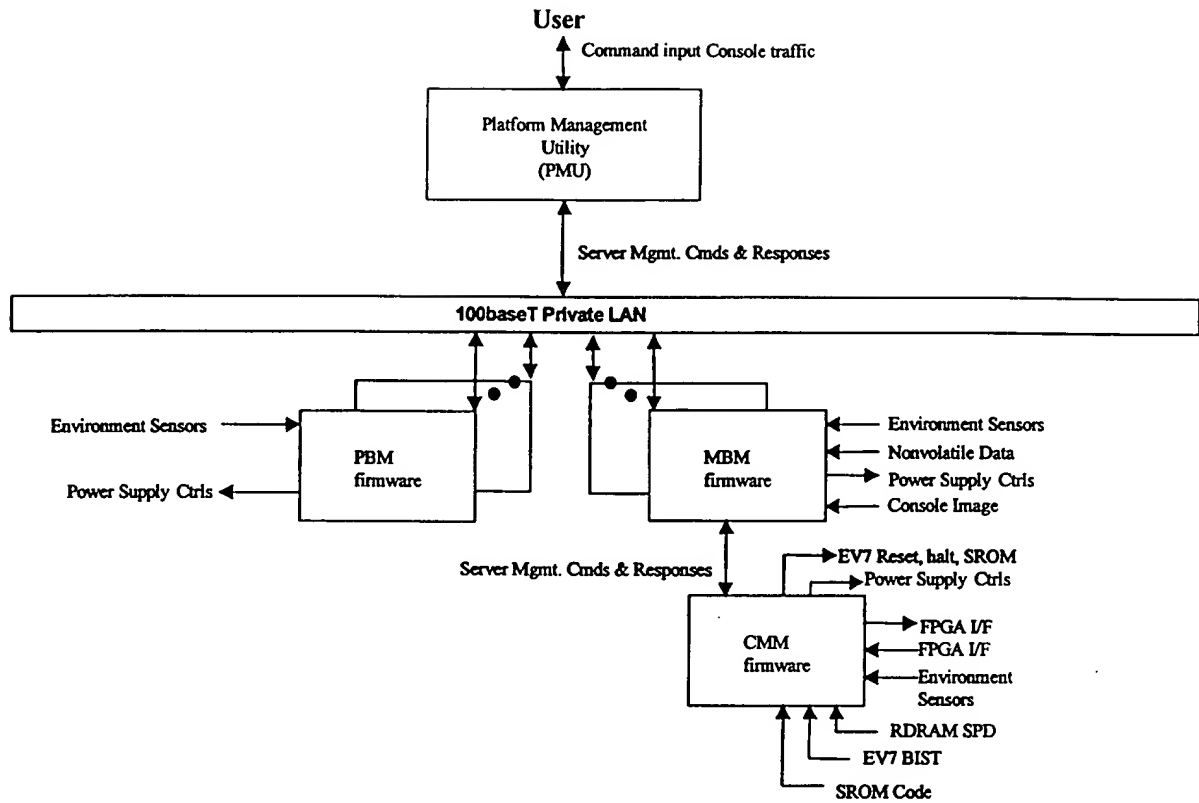 User
Command input Console traffic
Platform Management
Utility
(PMU)
Server Mgmt. Cmds & Responses
100baseT Private LAN
Environment Sensors
Power Supply Ctrls
PBM
firmware
MBM
firmware
Environment Sensors
Nonvolatile Data
Power Supply Ctrls
Console Image
Server Mgmt. Cmds & Responses
EV7 Reset, halt, SROM
Power Supply Ctrls
CMM
firmware
FPGA I/F
FPGA I/F
Environment
Sensors
RDRAM SPD
EV7 BIST
SROM Code